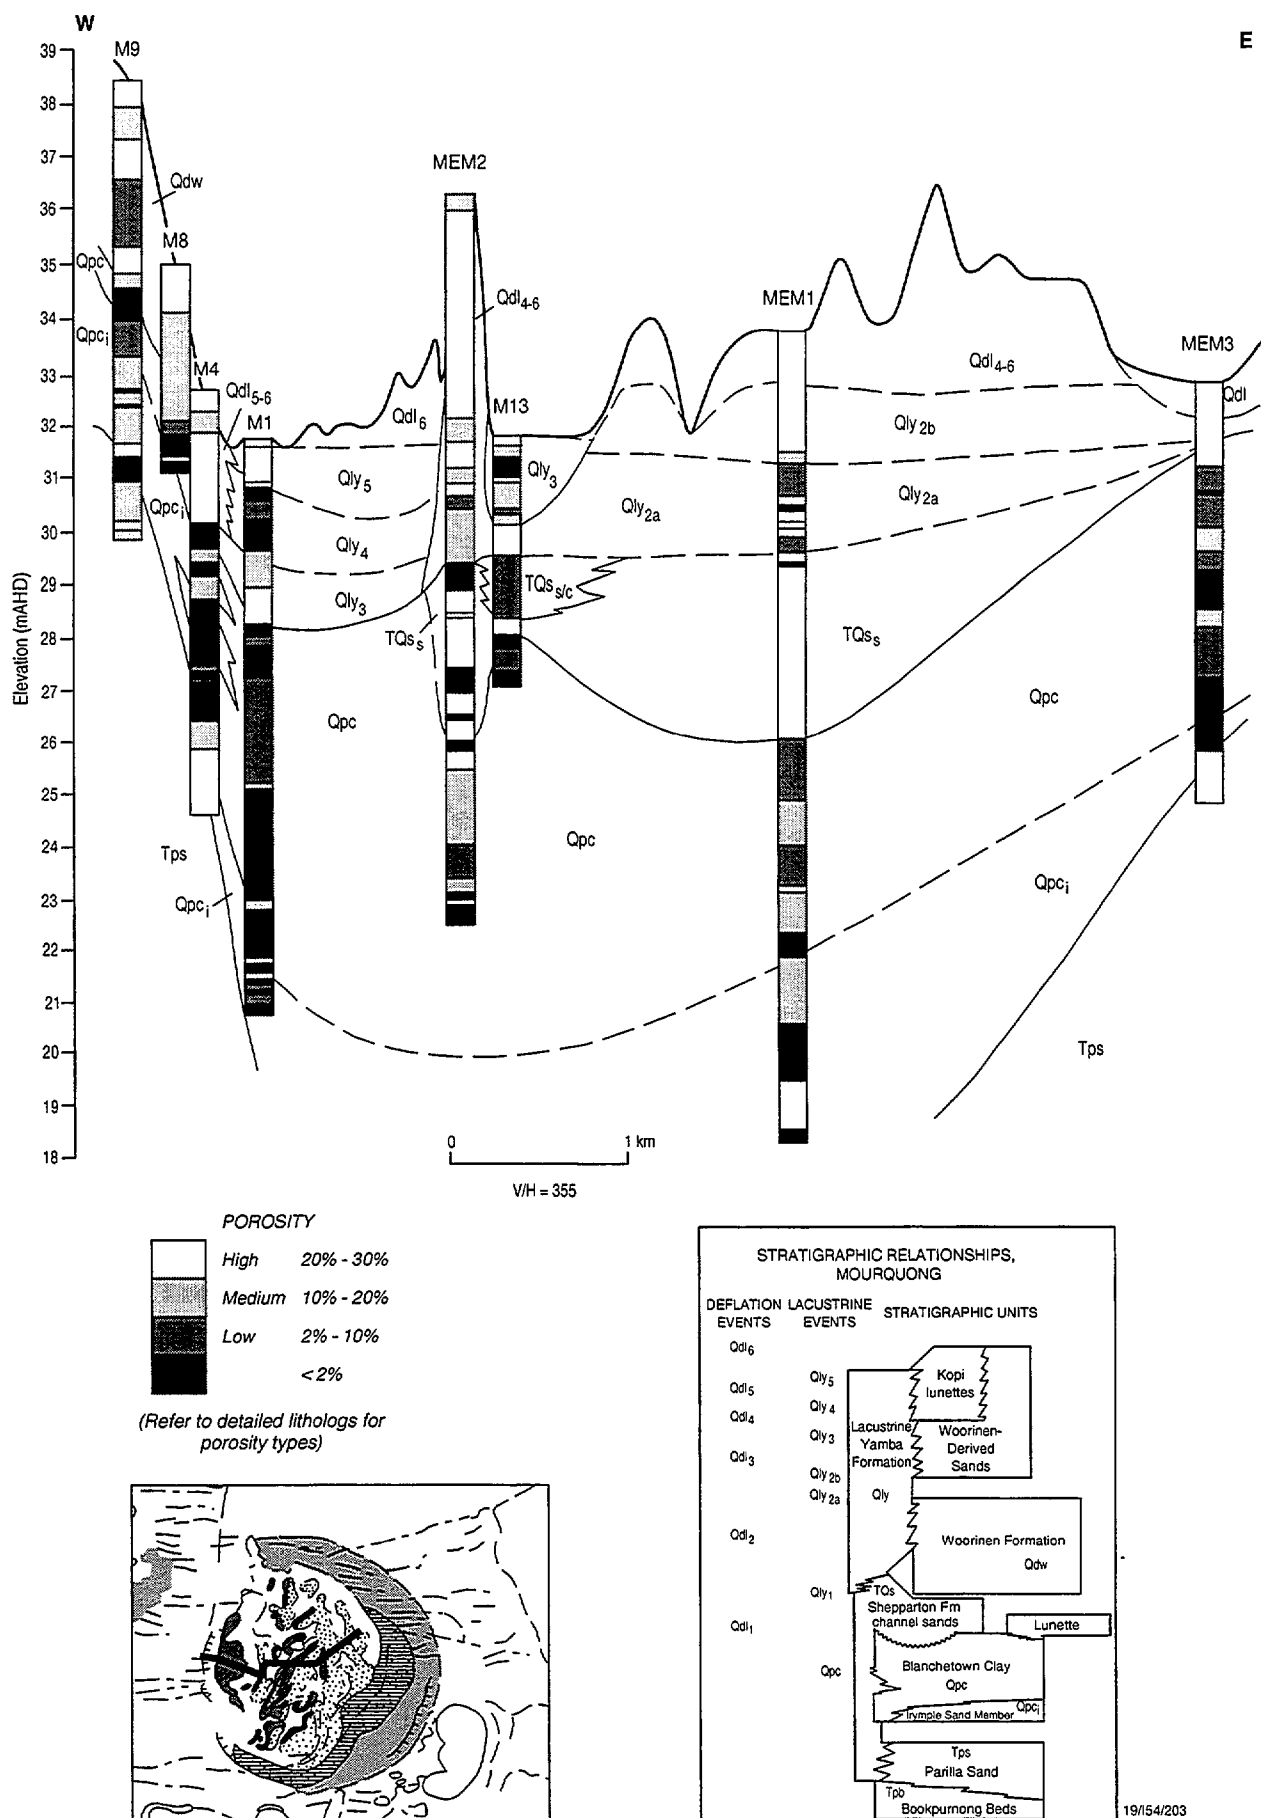 W
E
39
38
37
36
35
34
33
32
31
30
29
28
27
26
25
24
23
22
21
20
19
18
Elevation (mAHD)
M9
Qdw
M8
Qpc
Qpci
M4
Qdl5-6
M1
MEM2
Qdl4-6
Qdl6
M13
MEM1
Qdl4-6
MEM3
Qdl
Qly5
Qly3
Qly2b
Qly2a
Qly2a
Qpci
Qly4
Qly3
TQss/c
TQss
TQss
Qpc
Qpc
Qpc
Tps
Qpci
Qpci
Tps
0 1 km
V/H = 355
POROSITY
High 20% - 30%
Medium 10% - 20%
Low 2% - 10%
<2%
(Refer to detailed lithologs for
porosity types)
STRATIGRAPHIC RELATIONSHIPS,
MOURQUONG
DEFLATION LACUSTRINE STRATIGRAPHIC UNITS
EVENTS EVENTS
Qdl6
Qly5
Kopi
lunettes
Qdl5
Qly4
Qdl4
Qly3
Lacustrine
Yamba
Formation
Woorinen-
Derived
Sands
Qdl3
Qly2b
Qly2a
Qly
Qdl2
Woorinen Formation
Qdw
Qly1
TQs
Shepparton Fm
channel sands
Qdl1
Lunette
Qpc
Blanchetown Clay
Qpc
Qpci
Irymple Sand Member
Tps
Parilla Sand
Tpb
Bookpurnong Beds
19/I54/203